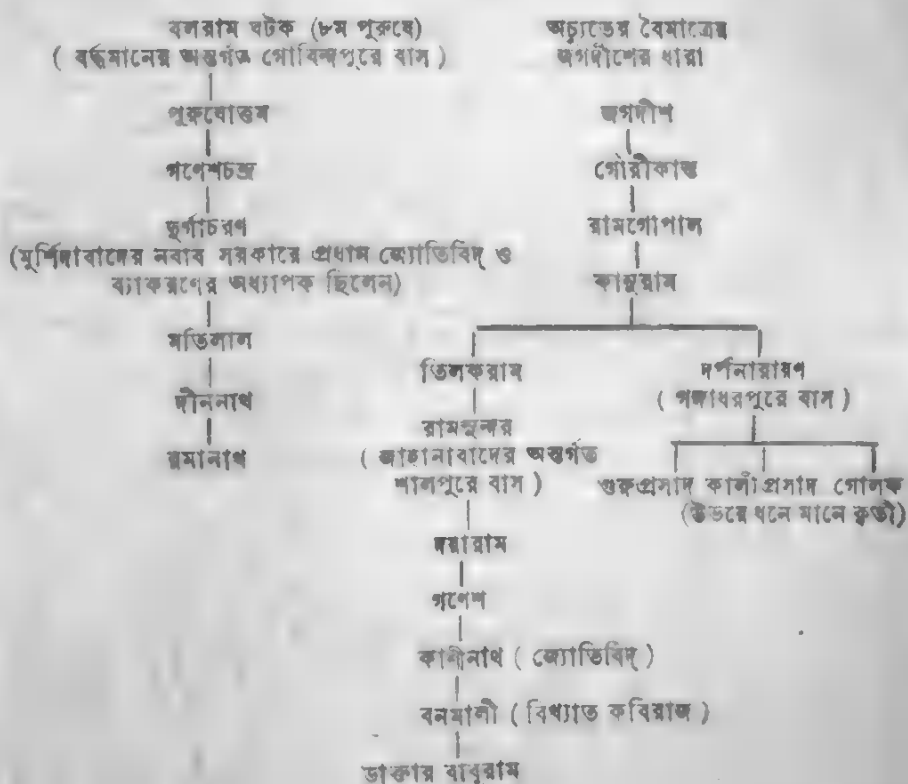 বলরাম ঘটক (৮ম পুরুষে)
( বর্দ্ধমানের অন্তর্গত গোবিন্দপুরে বাস )
পুরুষোত্তম
গণেশচন্দ্র
দুর্গাচরণ
(মুর্শিদাবাদের নবাব সরকারে প্রধান জ্যোতিবিদ্ ও
ব্যাকরণের অধ্যাপক ছিলেন)
মতিলাল
দীননাথ
রমানাথ
অচ্যুতের বৈমাত্রেয়
জগদীশের ধারা
জগদীশ
গৌরীকান্ত
রামগোপাল
কানুরাম
তিলকরাম
রামসুন্দর
( জাহানাবাদের অন্তর্গত
শালপুরে বাস )
দয়ারাম
গণেশ
কাশীনাথ ( জ্যোতিবিদ্ )
বনমালী ( বিখ্যাত কবিরাজ )
ডাক্তার বাবুরাম
দর্পনারায়ণ
( গঙ্গাধরপুরে বাস )
গুরুপ্রসাদ কালীপ্রসাদ গোলক
(উভয়ে ধনে মানে কৃতী)